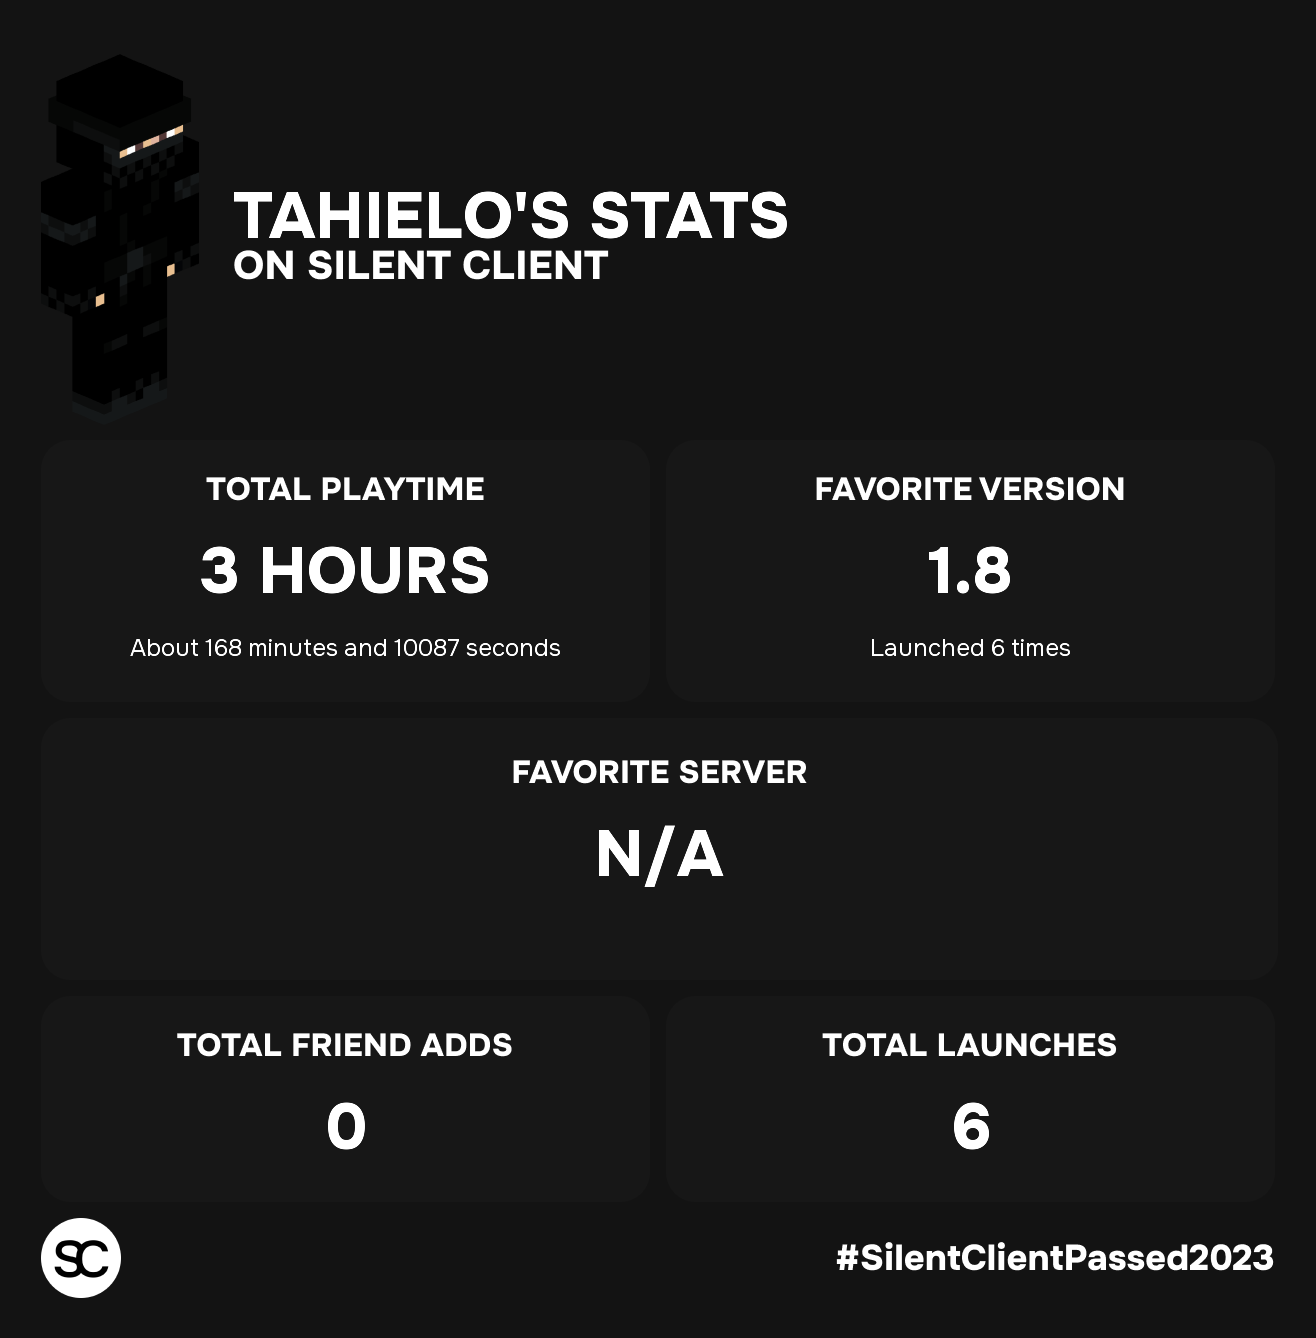 TAHIELO'S STATS
ON SILENT CLIENT
TOTAL PLAYTIME
3 HOURS
About 168 minutes and 10087 seconds
FAVORITE VERSION
1.8
Launched 6 times
FAVORITE SERVER
N/A
TOTAL FRIEND ADDS
0
TOTAL LAUNCHES
6
SC
#SilentClientPassed2023